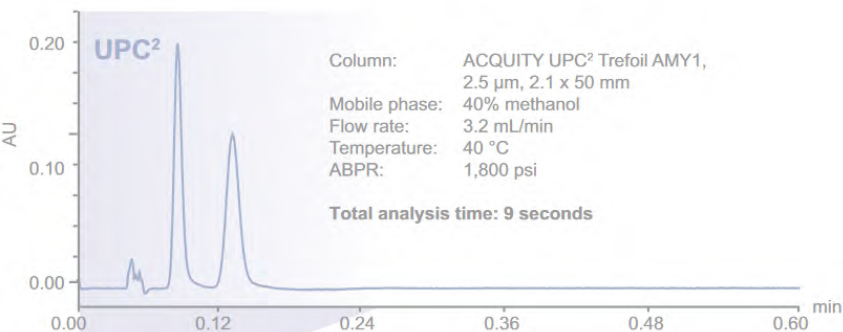 0.20
UPC²
Column: ACQUITY UPC² Trefoil AMY1,
2.5 µm, 2.1 x 50 mm
Mobile phase: 40% methanol
Flow rate: 3.2 mL/min
Temperature: 40 °C
ABPR: 1,800 psi
AU
0.10
Total analysis time: 9 seconds
0.00
min
0.00 0.12 0.24 0.36 0.48 0.60